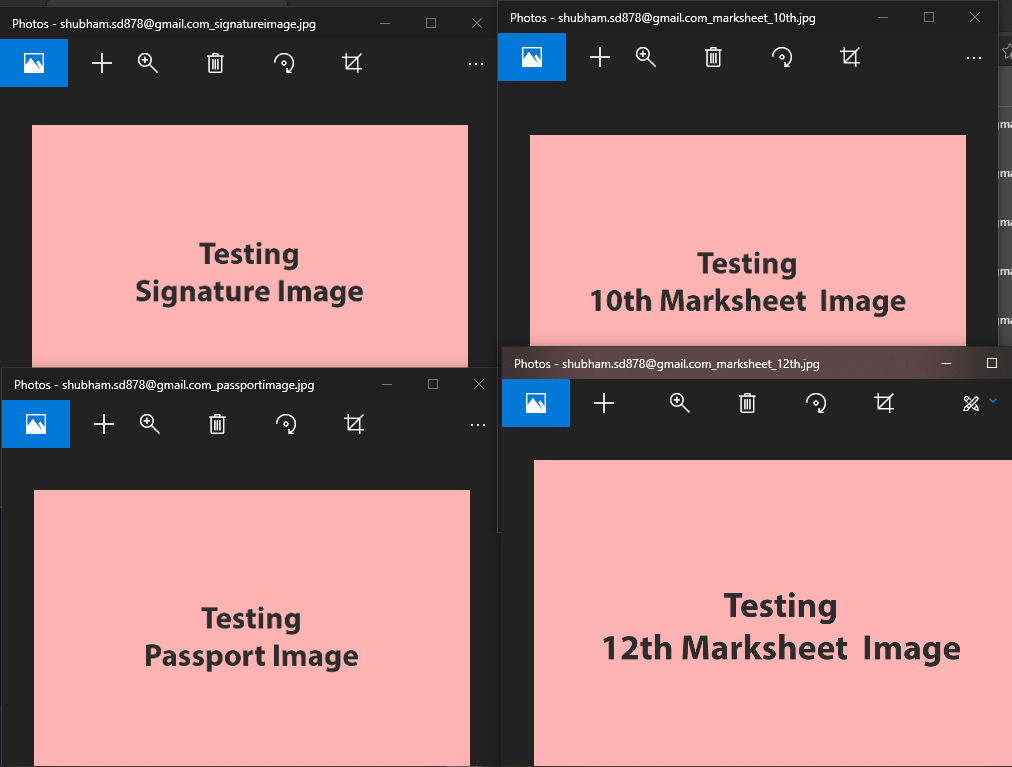 Photos - shubham.sd878@gmail.com_signatureimage.jpg
Testing
Signature Image
Photos - shubham.sd878@gmail.com_marksheet_10th.jpg
Testing
10th Marksheet Image
Photos - shubham.sd878@gmail.com_passportimage.jpg
Testing
Passport Image
Photos - shubham.sd878@gmail.com_marksheet_12th.jpg
Testing
12th Marksheet Image